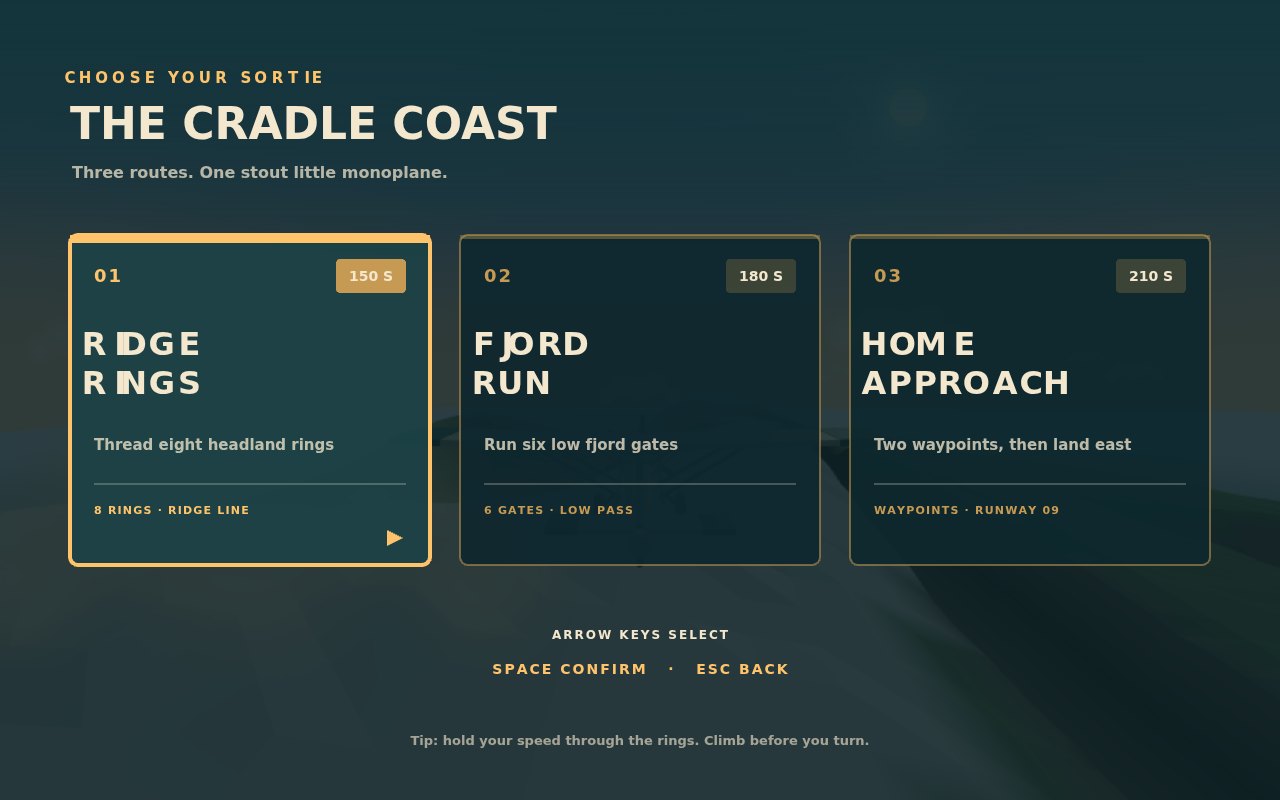 CHOOSE YOUR SORTIE
THE CRADLE COAST
Three routes. One stout little monoplane.
01
150 S
RIDGE
RINGS
Thread eight headland rings
8 RINGS · RIDGE LINE
02
180 S
FJORD
RUN
Run six low fjord gates
6 GATES · LOW PASS
03
210 S
HOME
APPROACH
Two waypoints, then land east
WAYPOINTS · RUNWAY 09
ARROW KEYS SELECT
SPACE CONFIRM · ESC BACK
Tip: hold your speed through the rings. Climb before you turn.